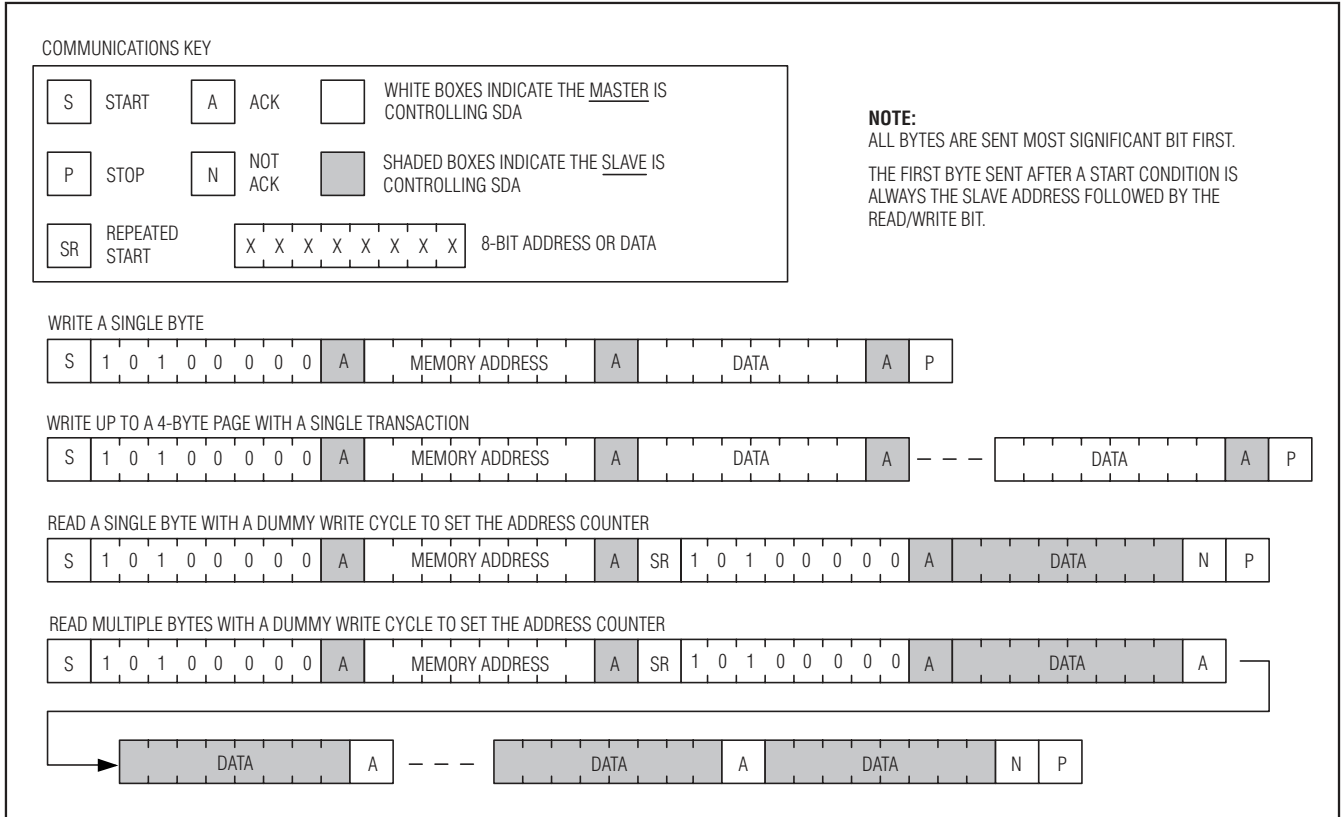 COMMUNICATIONS KEY
S START A ACK WHITE BOXES INDICATE THE MASTER IS
CONTROLLING SDA
P STOP N NOT
ACK SHADED BOXES INDICATE THE SLAVE IS
CONTROLLING SDA
SR REPEATED
START X X X X X X X X 8-BIT ADDRESS OR DATA
NOTE:
ALL BYTES ARE SENT MOST SIGNIFICANT BIT FIRST.
THE FIRST BYTE SENT AFTER A START CONDITION IS
ALWAYS THE SLAVE ADDRESS FOLLOWED BY THE
READ/WRITE BIT.
WRITE A SINGLE BYTE
S 1 0 1 0 0 0 0 0 A MEMORY ADDRESS A DATA A P
WRITE UP TO A 4-BYTE PAGE WITH A SINGLE TRANSACTION
S 1 0 1 0 0 0 0 0 A MEMORY ADDRESS A DATA A DATA A P
READ A SINGLE BYTE WITH A DUMMY WRITE CYCLE TO SET THE ADDRESS COUNTER
S 1 0 1 0 0 0 0 0 A MEMORY ADDRESS A SR 1 0 1 0 0 0 0 0 A DATA N P
READ MULTIPLE BYTES WITH A DUMMY WRITE CYCLE TO SET THE ADDRESS COUNTER
S 1 0 1 0 0 0 0 0 A MEMORY ADDRESS A SR 1 0 1 0 0 0 0 0 A DATA A
DATA A DATA A DATA N P